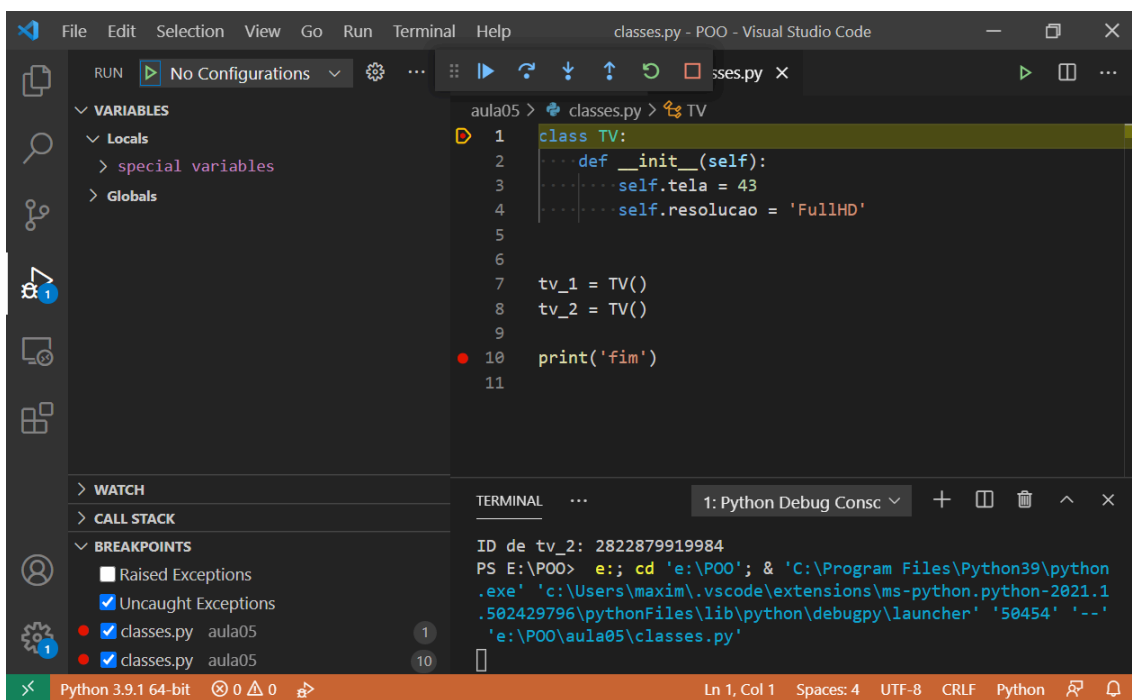 File Edit Selection View Go Run Terminal Help classes.py - POO - Visual Studio Code
RUN No Configurations ...
sses.py
VARIABLES
Locals
special variables
Globals
aula05 > classes.py > TV
1 class TV:
2 def __init__(self):
3 self.tela = 43
4 self.resolucao = 'FullHD'
5
6
7 tv_1 = TV()
8 tv_2 = TV()
9
10 print('fim')
11
WATCH
CALL STACK
BREAKPOINTS
Raised Exceptions
Uncaught Exceptions
classes.py aula05 1
classes.py aula05 10
1
1
TERMINAL ... 1: Python Debug Consc
ID de tv_2: 2822879919984
PS E:\POO> e:; cd 'e:\POO'; & 'C:\Program Files\Python39\python
.exe' 'c:\Users\maxim\.vscode\extensions\ms-python.python-2021.1
.502429796\pythonFiles\lib\python\debugpy\launcher' '50454' '--'
'e:\POO\aula05\classes.py'
Python 3.9.1 64-bit 0 0 Ln 1, Col 1 Spaces: 4 UTF-8 CRLF Python